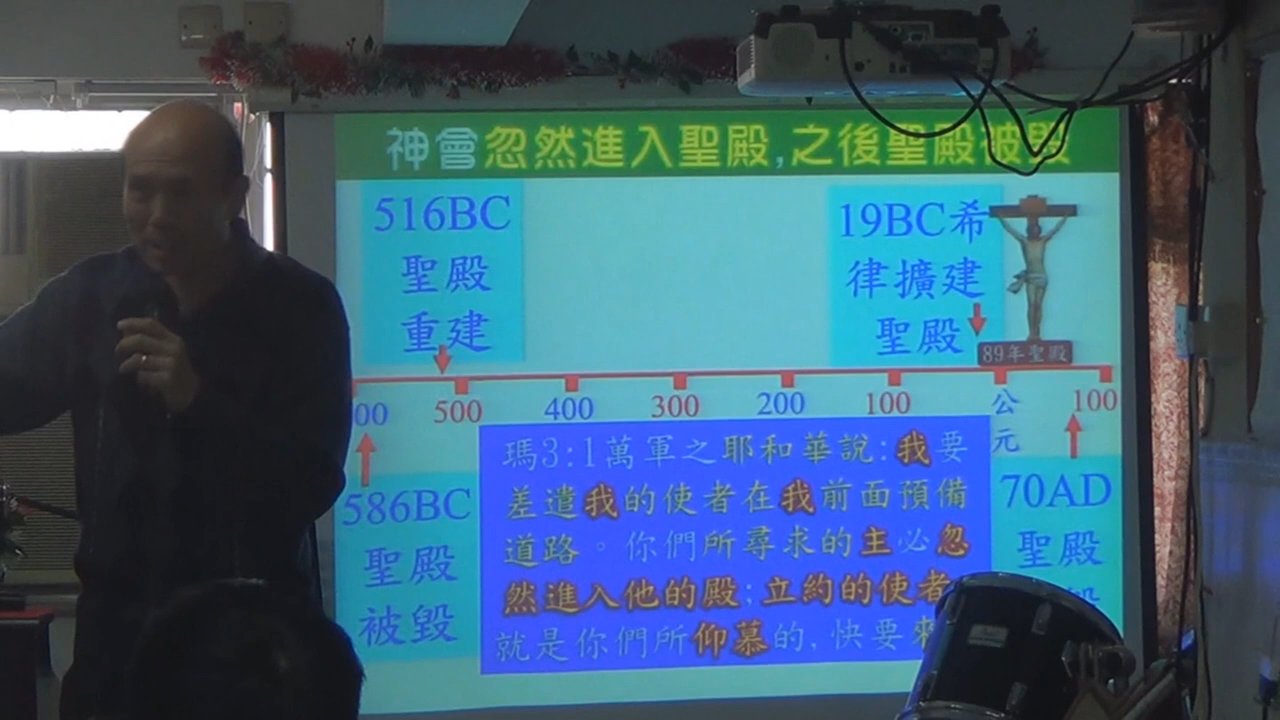 神會忽然進入聖殿,之後聖殿被毀
516BC
聖殿
重建
19BC希
律擴建
聖殿
89年聖殿
00 500 400 300 200 100 公元 100
586BC
聖殿
被毀
瑪3:1萬軍之耶和華說:我要
差遣我的使者在我前面預備
道路。你們所尋求的主必忽
然進入他的殿;立約的使者
就是你們所仰慕的,快要來
70AD
聖殿
毀